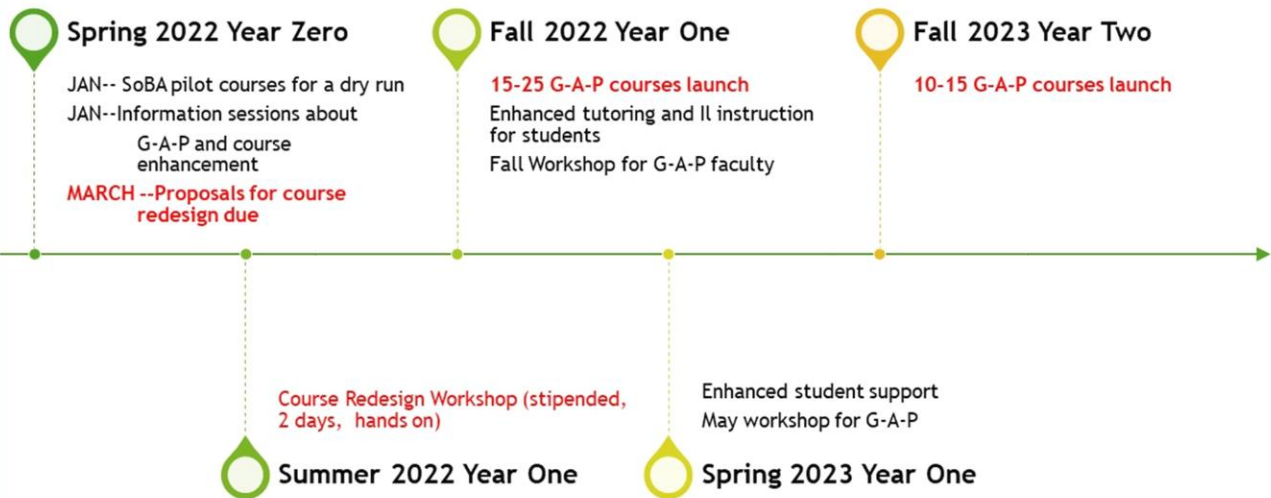 Spring 2022 Year Zero
JAN-- SoBA pilot courses for a dry run
JAN--Information sessions about
G-A-P and course
enhancement
MARCH --Proposals for course
redesign due
Fall 2022 Year One
15-25 G-A-P courses launch
Enhanced tutoring and Il instruction
for students
Fall Workshop for G-A-P faculty
Fall 2023 Year Two
10-15 G-A-P courses launch
Course Redesign Workshop (stipended,
2 days, hands on)
Summer 2022 Year One
Enhanced student support
May workshop for G-A-P
Spring 2023 Year One